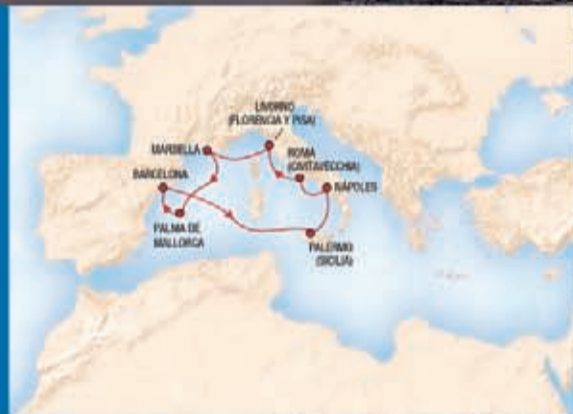 LIVORNO
(FLORENCIA Y PISA)
MARSELLA
ROMA
(CIVITAVECCHIA)
BARCELONA
NÁPOLES
PALMA DE
MALLORCA
PALERMO
(SICILIA)